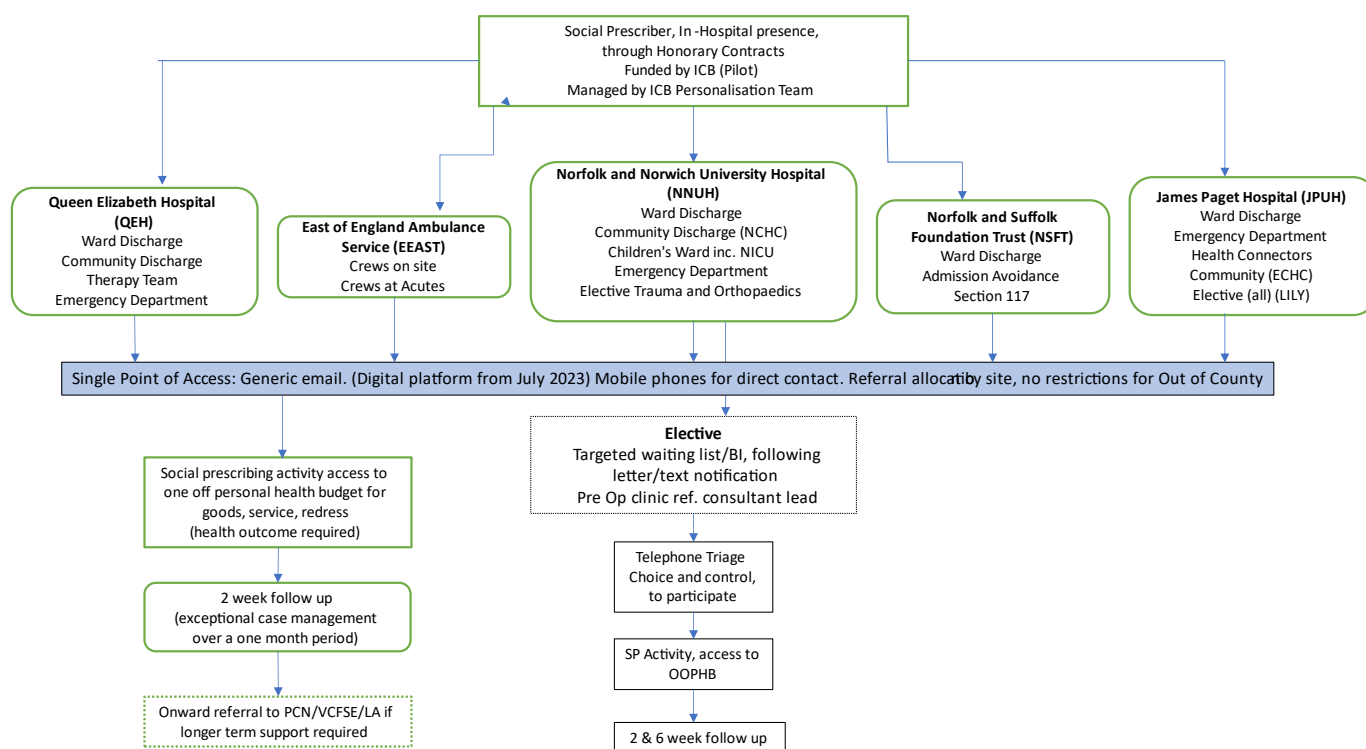 Social Prescriber, In -Hospital presence,
through Honorary Contracts
Funded by ICB (Pilot)
Managed by ICB Personalisation Team
Queen Elizabeth Hospital
(QEH)
Ward Discharge
Community Discharge
Therapy Team
Emergency Department
East of England Ambulance
Service (EEAST)
Crews on site
Crews at Acutes
Norfolk and Norwich University Hospital
(NNUH)
Ward Discharge
Community Discharge (NCHC)
Children's Ward inc. NICU
Emergency Department
Elective Trauma and Orthopaedics
Norfolk and Suffolk
Foundation Trust (NSFT)
Ward Discharge
Admission Avoidance
Section 117
James Paget Hospital (JPUH)
Ward Discharge
Emergency Department
Health Connectors
Community (ECHC)
Elective (all) (LILY)
Single Point of Access: Generic email. (Digital platform from July 2023) Mobile phones for direct contact. Referral by site, no restrictions for Out of County
Social prescribing activity access to
one off personal health budget for
goods, service, redress
(health outcome required)
2 week follow up
(exceptional case management
over a one month period)
Onward referral to PCN/VCFSE/LA if
longer term support required
Elective
Targeted waiting list/BI, following
letter/text notification
Pre Op clinic ref. consultant lead
Telephone Triage
Choice and control,
to participate
SP Activity, access to
OOPHB
2 & 6 week follow up